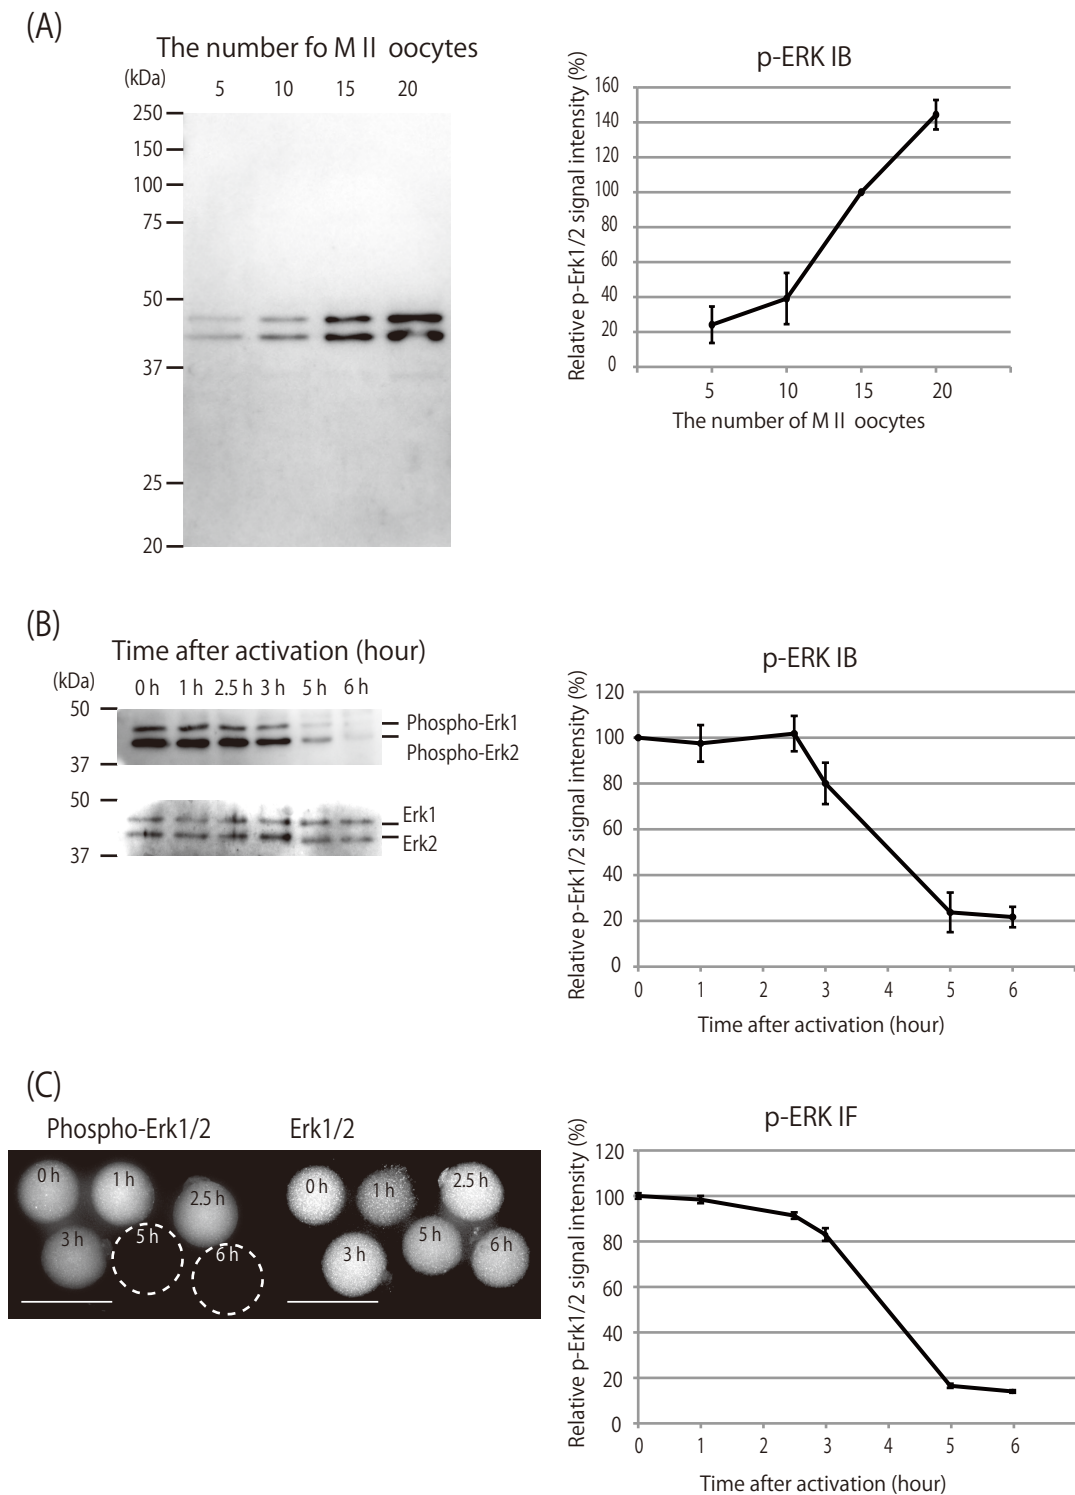 (A)
The number fo M II oocytes
(kDa)
5 10 15 20
250
150
100
75
50
37
25
20
p-ERK IB
Relative p-Erk1/2 signal intensity (%)
160
140
120
100
80
60
40
20
0
5 10 15 20
The number of M II oocytes
(B)
Time after activation (hour)
(kDa)
0 h 1 h 2.5 h 3 h 5 h 6 h
50
Phospho-Erk1
Phospho-Erk2
37
50
Erk1
Erk2
37
p-ERK IB
Relative p-Erk1/2 signal intensity (%)
120
100
80
60
40
20
0
0 1 2 3 4 5 6
Time after activation (hour)
(C)
Phospho-Erk1/2 Erk1/2
0 h 1 h 2.5 h
3 h 5 h 6 h
0 h 1 h 2.5 h
3 h 5 h 6 h
p-ERK IF
Relative p-Erk1/2 signal intensity (%)
120
100
80
60
40
20
0
0 1 2 3 4 5 6
Time after activation (hour)